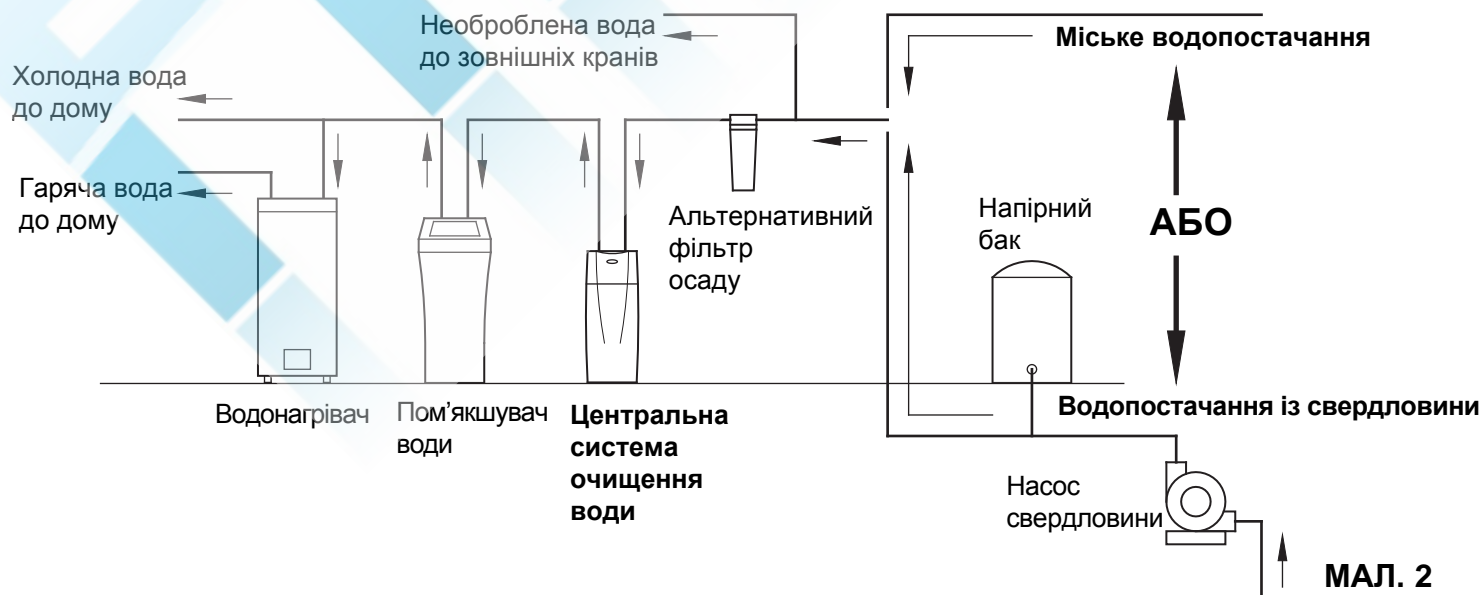 Необроблена вода
до зовнішніх кранів
Міське водопостачання
Холодна вода
до дому
Гаряча вода
до дому
Альтернативний
фільтр
осаду
Напірний
бак
АБО
Водонагрівач
Пом’якшувач
води
Центральна
система
очищення
води
Водопостачання із свердловини
Насос
свердловини
МАЛ. 2